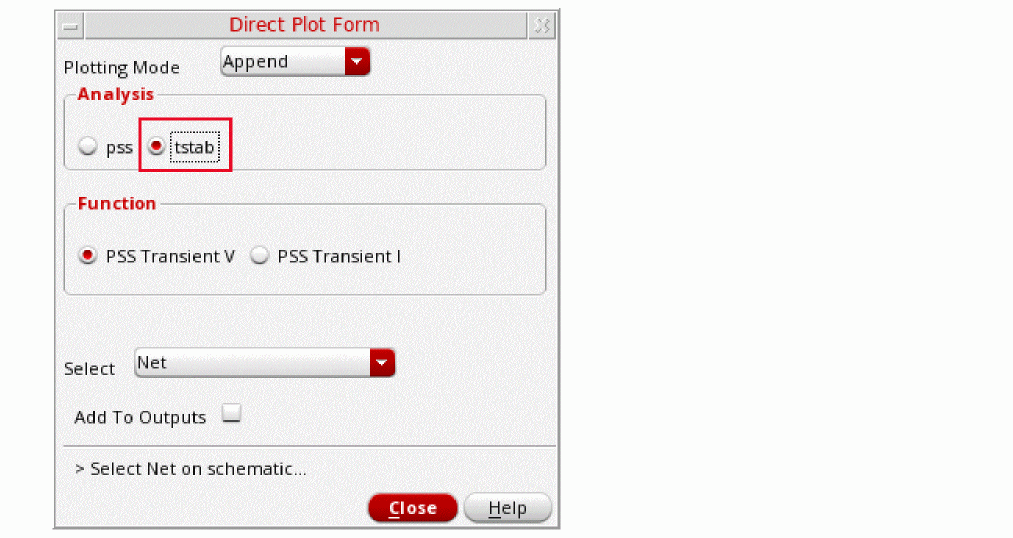 Direct Plot Form
Plotting Mode Append
Analysis
pss tstab
Function
PSS Transient V PSS Transient I
Select Net
Add To Outputs
> Select Net on schematic...
Close Help